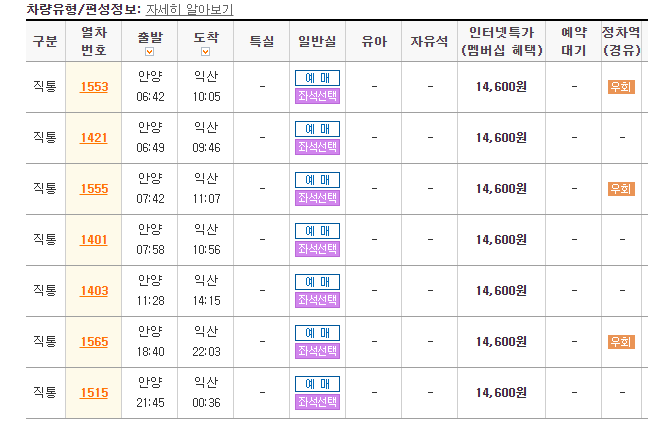 차량유형/편성정보: 자세히 알아보기
구분 열차 번호 출발 도착 특실 일반실 유아 자유석 인터넷특가 (멤버십 혜택) 예약 대기 정차역 (경유)
직통 1553 안양 06:42 익산 10:05 - 예 매 좌석선택 - - 14,600원 - 우회
직통 1421 안양 06:49 익산 09:46 - 예 매 좌석선택 - - 14,600원 - -
직통 1555 안양 07:42 익산 11:07 - 예 매 좌석선택 - - 14,600원 - 우회
직통 1401 안양 07:58 익산 10:56 - 예 매 좌석선택 - - 14,600원 - -
직통 1403 안양 11:28 익산 14:15 - 예 매 좌석선택 - - 14,600원 - -
직통 1565 안양 18:40 익산 22:03 - 예 매 좌석선택 - - 14,600원 - 우회
직통 1515 안양 21:45 익산 00:36 - 예 매 좌석선택 - - 14,600원 - -